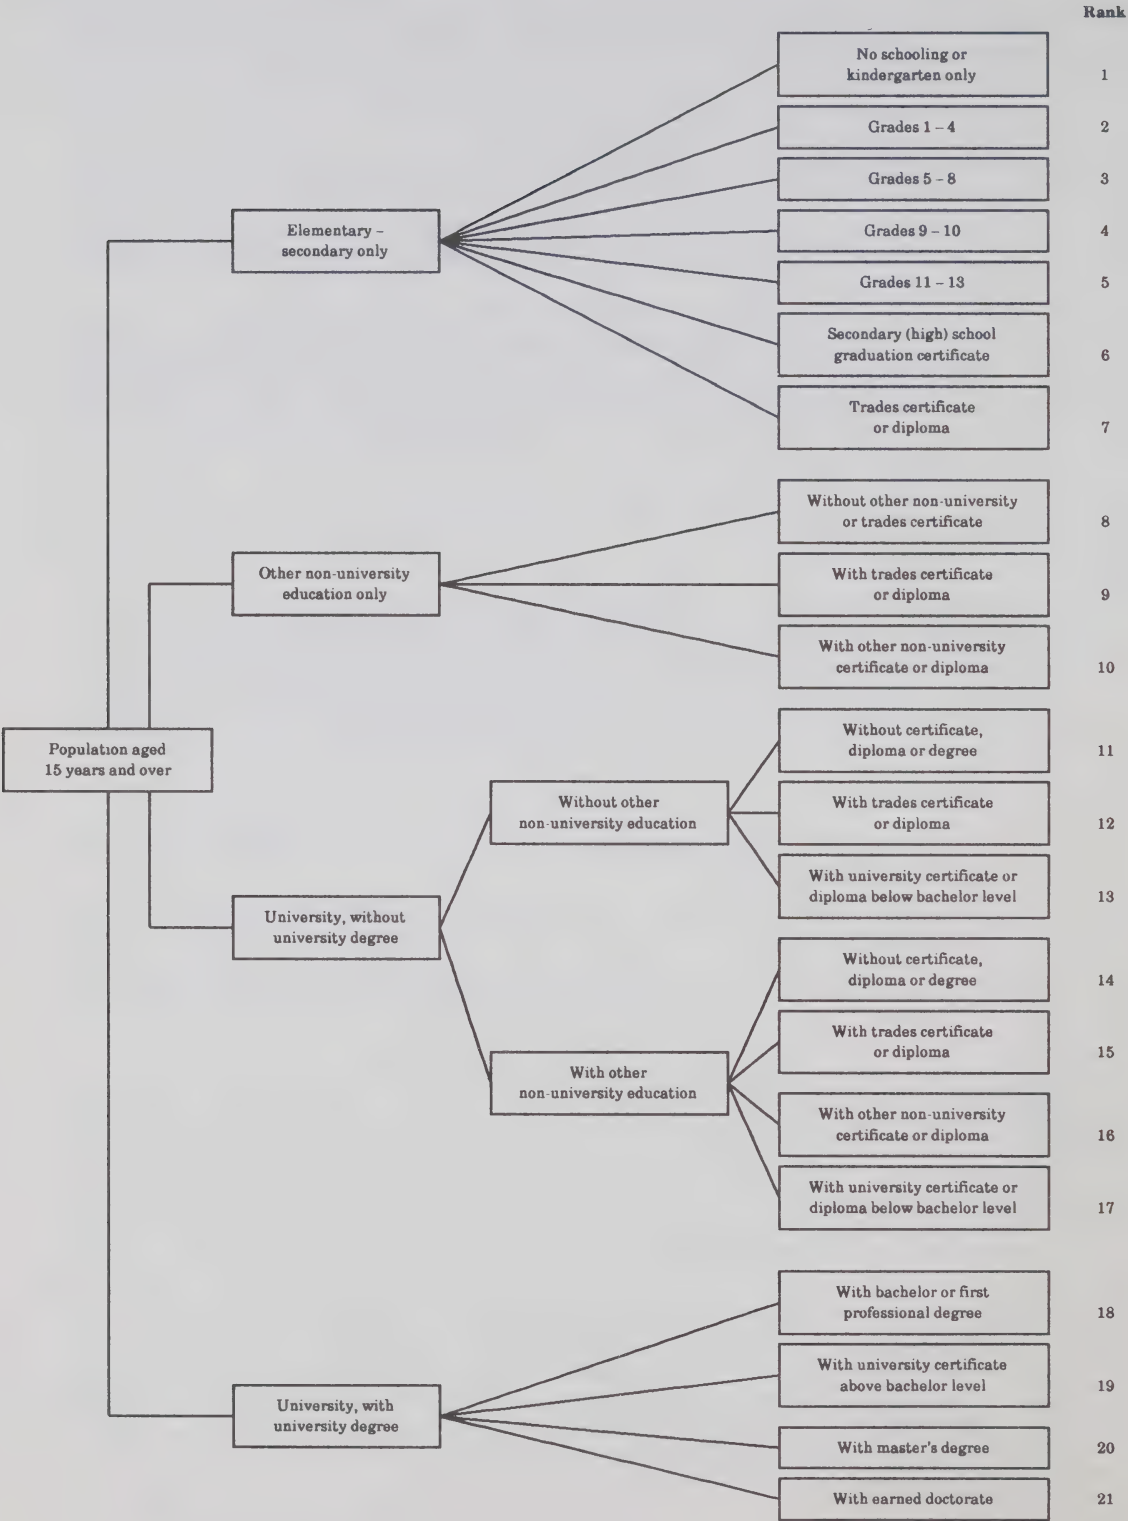 Rank
No schooling or
kindergarten only
1
Grades 1 – 4
2
Grades 5 – 8
3
Elementary –
secondary only
Grades 9 – 10
4
Grades 11 – 13
5
Secondary (high) school
graduation certificate
6
Trades certificate
or diploma
7
Without other non-university
or trades certificate
8
Other non-university
education only
With trades certificate
or diploma
9
With other non-university
certificate or diploma
10
Population aged
15 years and over
Without certificate,
diploma or degree
11
Without other
non-university education
With trades certificate
or diploma
12
With university certificate or
diploma below bachelor level
13
University, without
university degree
Without certificate,
diploma or degree
14
With trades certificate
or diploma
15
With other
non-university education
With other non-university
certificate or diploma
16
With university certificate or
diploma below bachelor level
17
With bachelor or first
professional degree
18
With university certificate
above bachelor level
19
University, with
university degree
With master's degree
20
With earned doctorate
21